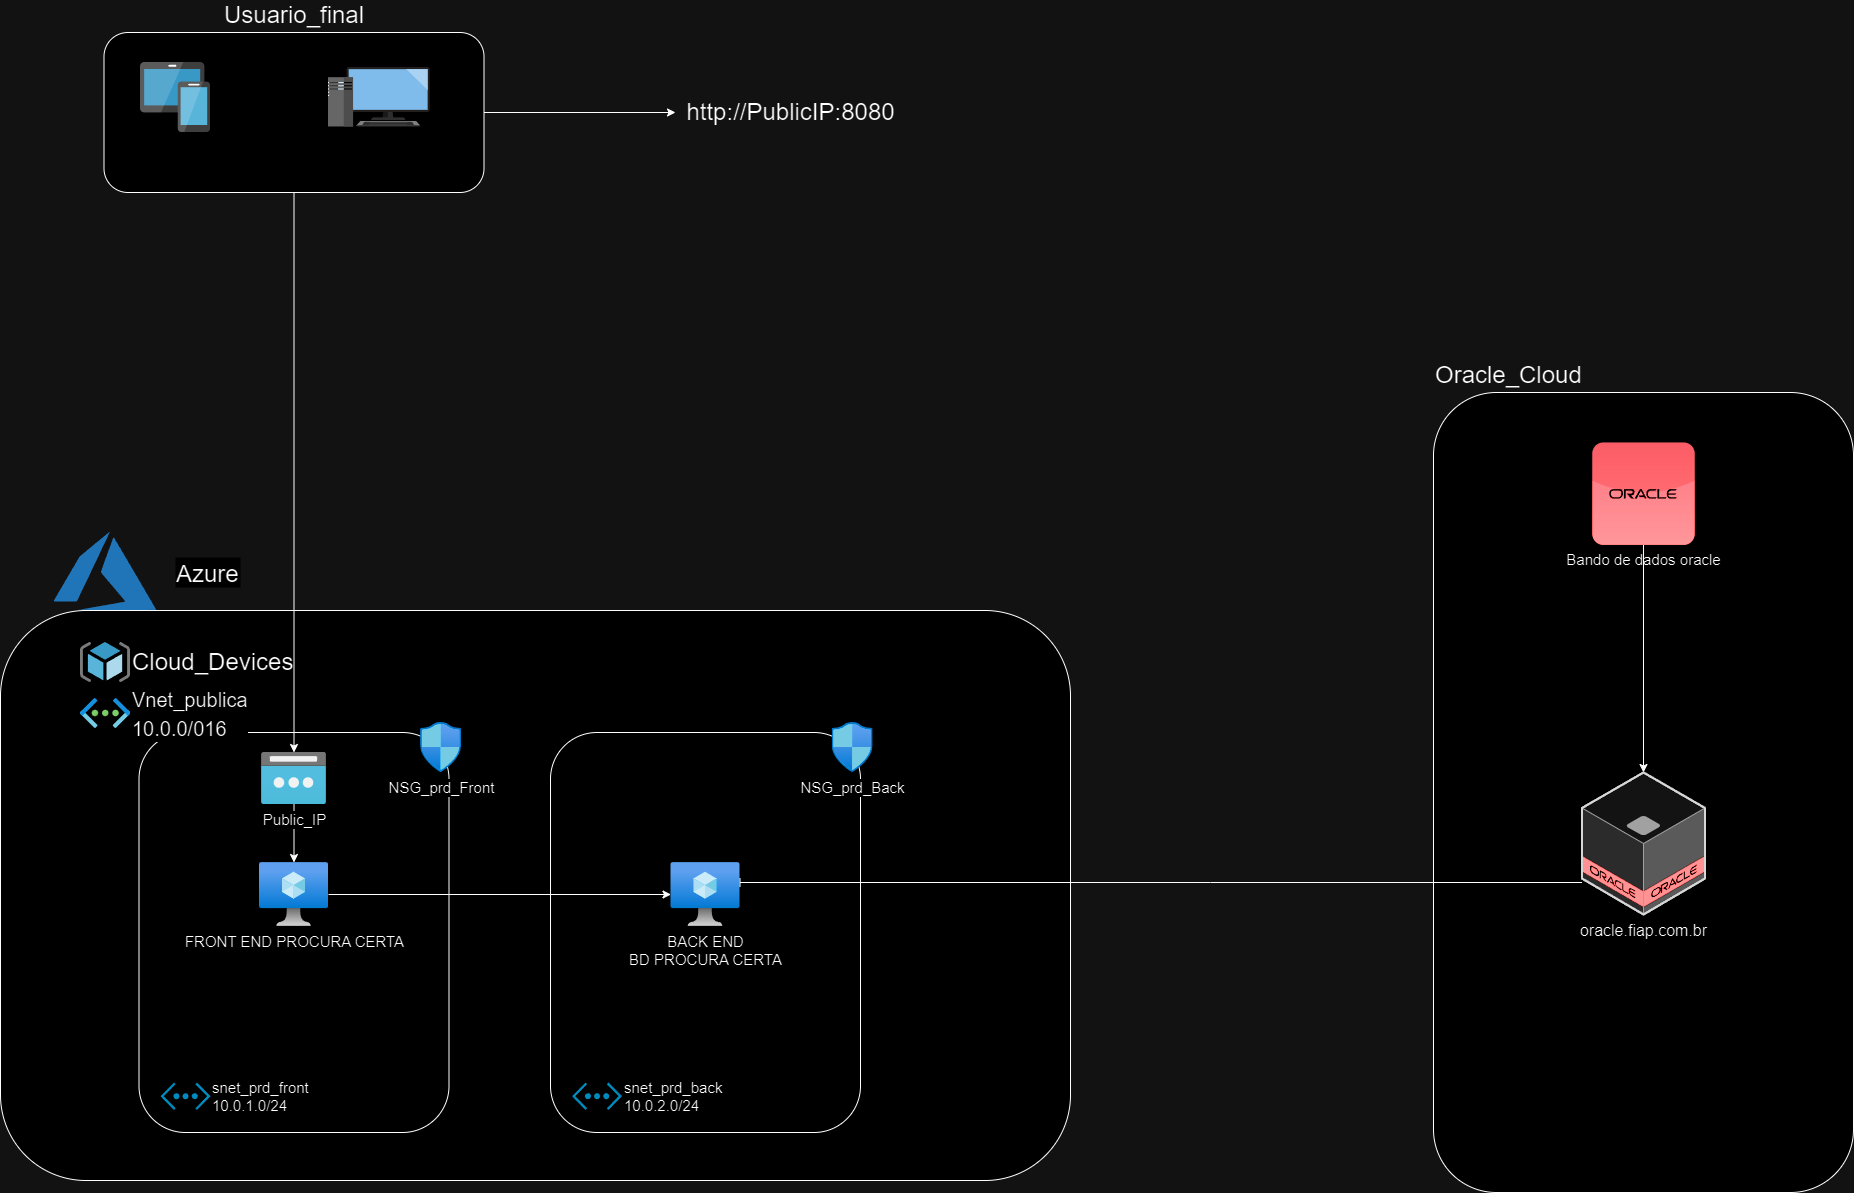 Usuario_final
http://PublicIP:8080
Oracle_Cloud
ORACLE
Bando de dados oracle
Azure
Cloud_Devices
Vnet_publica
10.0.0/016
NSG_prd_Front
NSG_prd_Back
Public_IP
FRONT END PROCURA CERTA
BACK END
BD PROCURA CERTA
ORACLE
ORACLE
oracle.fiap.com.br
snet_prd_front
10.0.1.0/24
snet_prd_back
10.0.2.0/24